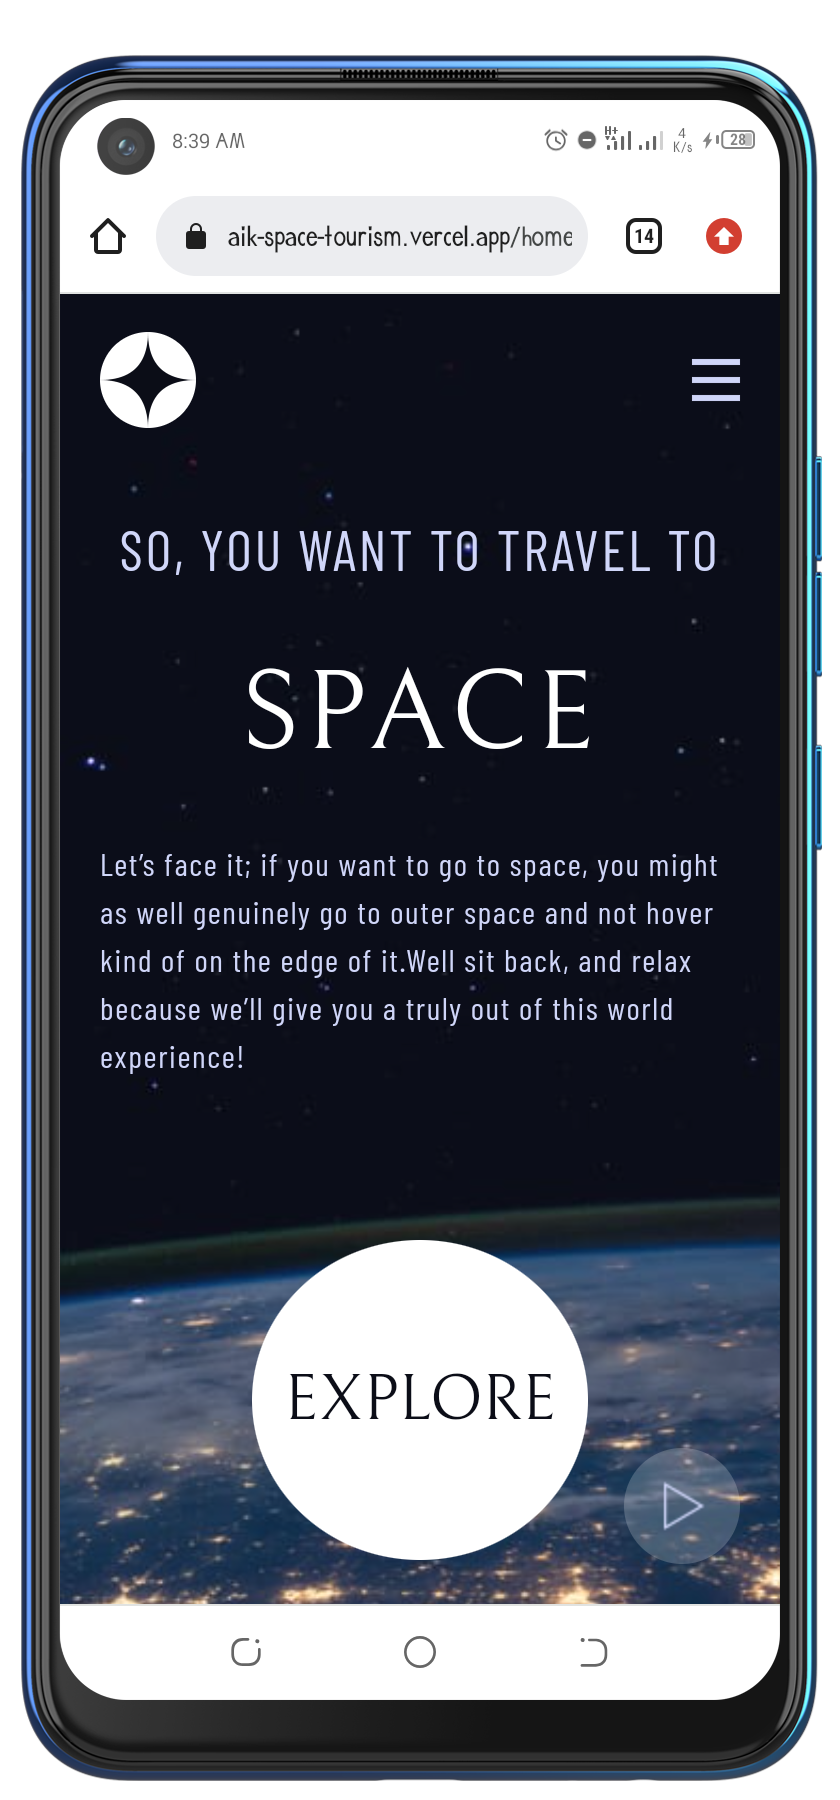 8:39 AM H+ 4 K/s 28
aik-space-tourism.vercel.app/home 14
SO, YOU WANT TO TRAVEL TO
SPACE
Let’s face it; if you want to go to space, you might
as well genuinely go to outer space and not hover
kind of on the edge of it.Well sit back, and relax
because we’ll give you a truly out of this world
experience!
EXPLORE